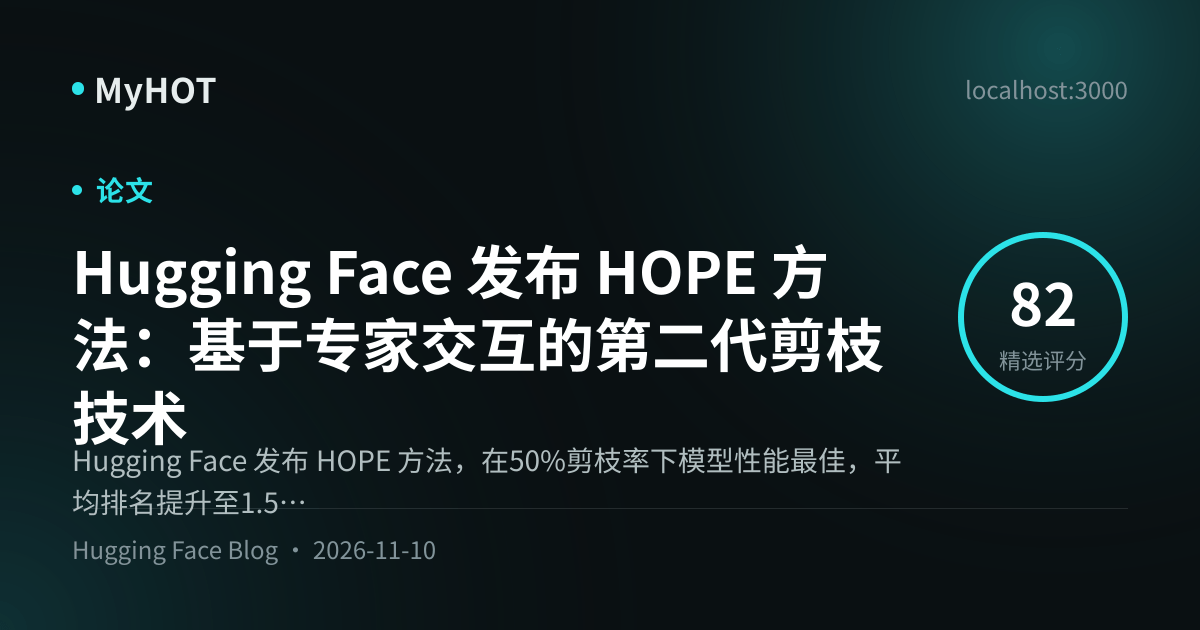 MyHOT
localhost:3000
论文
Hugging Face 发布 HOPE 方
法：基于专家交互的第二代剪枝
技术
82
精选评分
Hugging Face 发布 HOPE 方法，在50%剪枝率下模型性能最佳，平
均排名提升至1.5…
Hugging Face Blog · 2026-11-10